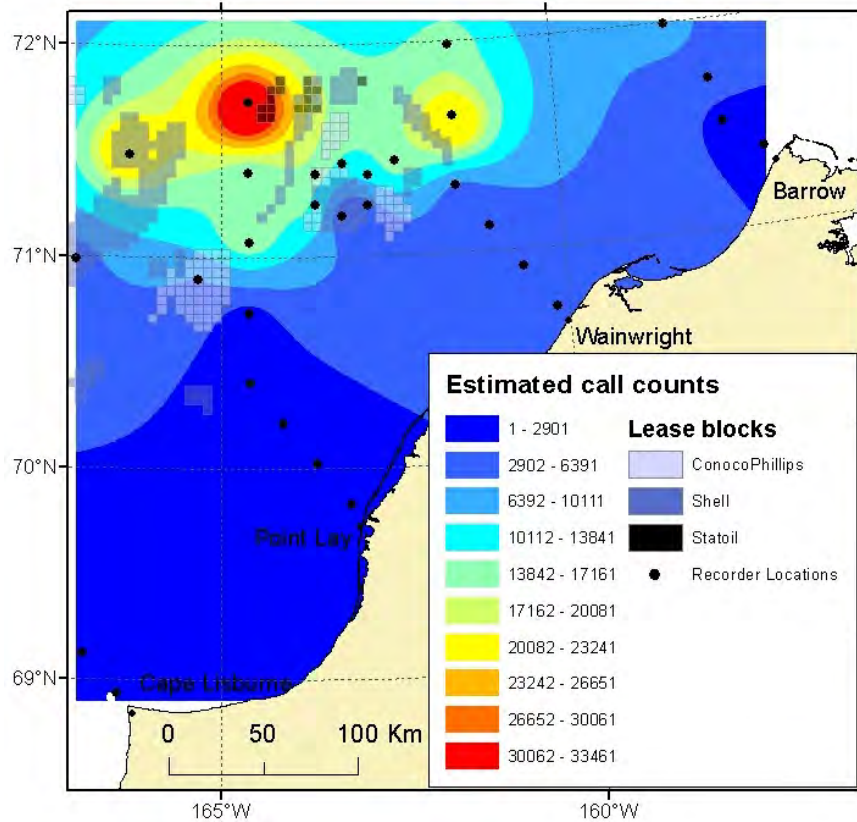 72°N
71°N
70°N
69°N
165°W
160°W
Barrow
Wainwright
Point Lay
Cape Lisburne
0 50 100 Km
Estimated call counts
1 - 2901
2902 - 6391
6392 - 10111
10112 - 13841
13842 - 17161
17162 - 20081
20082 - 23241
23242 - 26651
26652 - 30061
30062 - 33461
Lease blocks
ConocoPhillips
Shell
Statoil
Recorder Locations